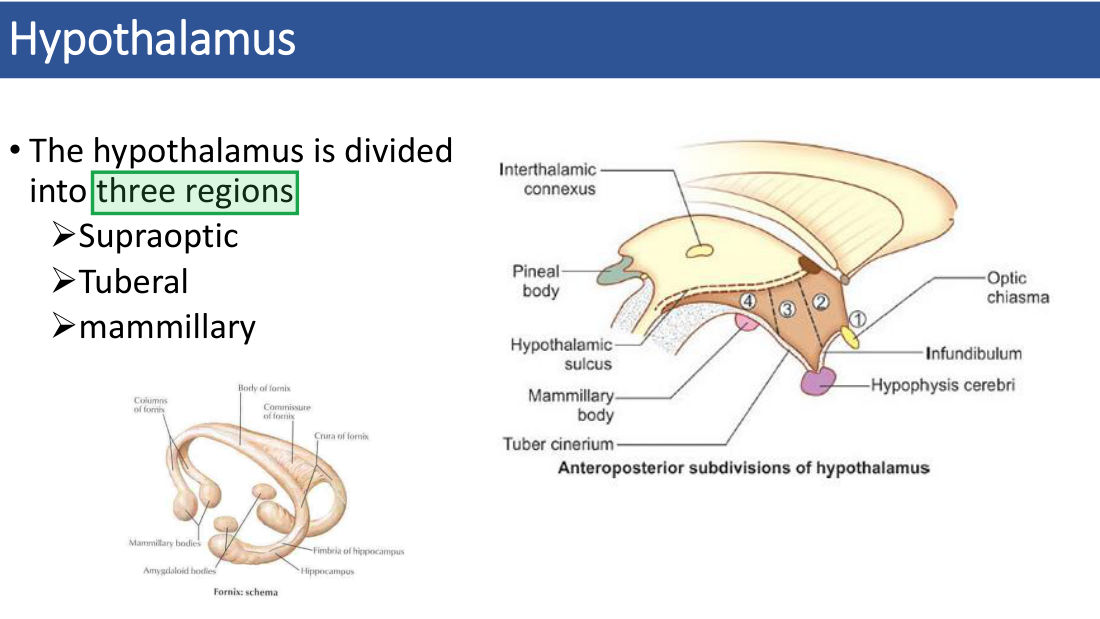 Hypothalamus
• The hypothalamus is divided
into three regions
➢Supraoptic
➢Tuberal
➢mammillary
Interthalamic
connexus
Pineal
body
Hypothalamic
sulcus
Mammillary
body
Tuber cinerium
④
③
②
①
Optic
chiasma
Infundibulum
Hypophysis cerebri
Anteroposterior subdivisions of hypothalamus
Body of fornix
Columns
of fornix
Commissure
of fornix
Crura of fornix
Mammillary bodies
Amygdaloid bodies
Fimbria of hippocampus
Hippocampus
Fornix: schema